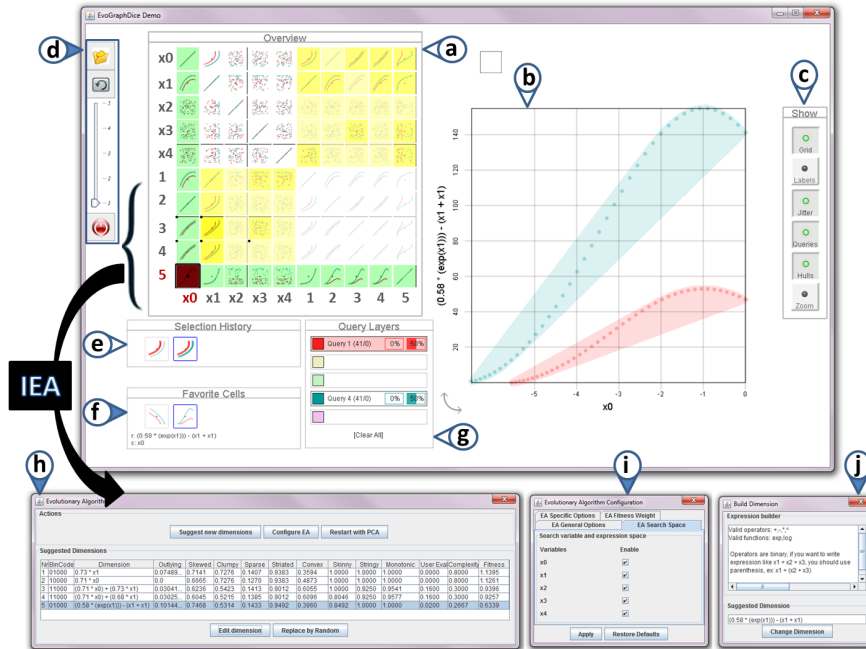 EvoGraphDice Demo
d
Overview
a
b
c
x0
x1
x2
x3
x4
1
2
3
4
5
x0 x1 x2 x3 x4 1 2 3 4 5
-3
-2
-1
(0.58 * (exp(x1))) - (x1 + x1)
140
120
100
80
60
40
20
-5 -4 -3 -2 -1 0
x0
Show
Grid
Labels
Jitter
Queries
Hulls
Zoom
IEA
e
Selection History
f
Favorite Cells
r: (0.58 * (exp(x1))) - (x1 + x1)
c: x0
Query Layers
Query 1 (41/0) 0% 50%
Query 4 (41/0) 0% 50%
[Clear All]
g
h
Evolutionary Algorith
Actions
Suggest new dimensions Configure EA Restart with PCA
Suggested Dimensions
Nr BinCode Dimension Outlying Skewed Clumpy Sparse Striated Convex Skinny Stringy Monotonic User Eval Complexity Fitness
1 01000 0.73 * x1 0.07489... 0.7141 0.7276 0.1407 0.9383 0.3594 1.0000 1.0000 1.0000 0.0000 0.8000 1.1395
2 10000 0.71 * x0 0.0 0.6665 0.7276 0.1270 0.9383 0.4873 1.0000 1.0000 1.0000 0.0000 0.8000 1.1261
3 11000 (0.71 * x0) + (0.73 * x1) 0.03041... 0.6236 0.5423 0.1413 0.9012 0.6055 1.0000 0.9250 0.9541 0.1600 0.3000 0.9396
4 11000 (0.71 * x0) + (0.68 * x1) 0.03025... 0.6045 0.5215 0.1385 0.9012 0.6096 0.8046 0.9250 0.9577 0.1600 0.3000 0.9257
5 01000 (0.58 * (exp(x1))) - (x1 + x1) 0.10144... 0.7468 0.5314 0.1433 0.9492 0.3960 0.8492 1.0000 1.0000 0.0200 0.2667 0.6339
Edit dimension Replace by Random
i
Evolutionary Algorithm Configuration
EA Specific Options EA Fitness Weight
EA General Options EA Search Space
Search variable and expression space
Variables Enable
x0
x1
x2
x3
x4
Apply Restore Defaults
j
Build Dimension
Expression builder
Valid operators: +,-,*,^
Valid functions: exp,log
Operators are binary, if you want to write
expression like x1 + x2 + x3, you should use
parenthesis, ex: x1 + (x2 + x3)
Suggested Dimension
(0.58 * (exp(x1))) - (x1 + x1)
Change Dimension